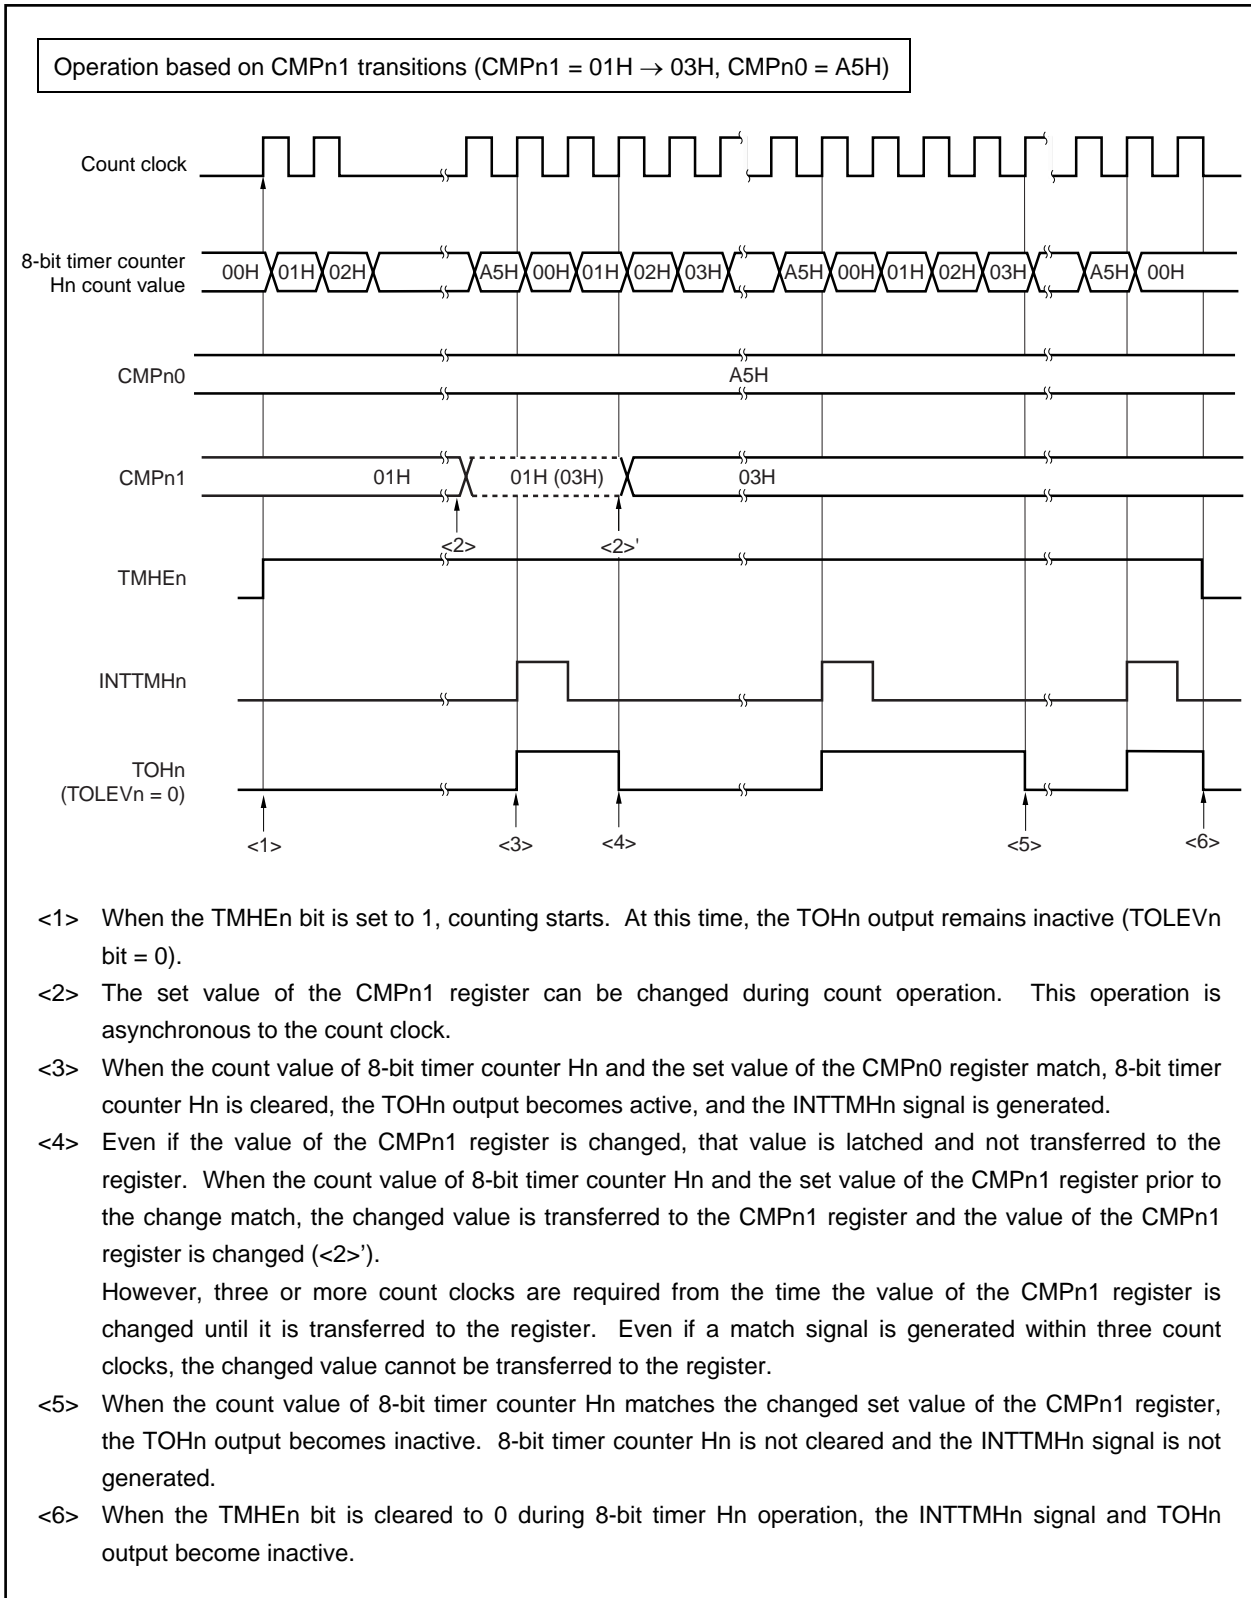 Operation based on CMPn1 transitions (CMPn1 = 01H → 03H, CMPn0 = A5H)
Count clock
8-bit timer counter
Hn count value
00H 01H 02H A5H 00H 01H 02H 03H A5H 00H 01H 02H 03H A5H 00H
CMPn0
A5H
CMPn1
01H 01H (03H) 03H
<2> <2>'
TMHEn
INTTMHn
TOHn
(TOLEVn = 0)
<1> <3> <4> <5> <6>
<1> When the TMHEn bit is set to 1, counting starts. At this time, the TOHn output remains inactive (TOLEVn
bit = 0).
<2> The set value of the CMPn1 register can be changed during count operation. This operation is
asynchronous to the count clock.
<3> When the count value of 8-bit timer counter Hn and the set value of the CMPn0 register match, 8-bit timer
counter Hn is cleared, the TOHn output becomes active, and the INTTMHn signal is generated.
<4> Even if the value of the CMPn1 register is changed, that value is latched and not transferred to the
register. When the count value of 8-bit timer counter Hn and the set value of the CMPn1 register prior to
the change match, the changed value is transferred to the CMPn1 register and the value of the CMPn1
register is changed (<2>’).
However, three or more count clocks are required from the time the value of the CMPn1 register is
changed until it is transferred to the register. Even if a match signal is generated within three count
clocks, the changed value cannot be transferred to the register.
<5> When the count value of 8-bit timer counter Hn matches the changed set value of the CMPn1 register,
the TOHn output becomes inactive. 8-bit timer counter Hn is not cleared and the INTTMHn signal is not
generated.
<6> When the TMHEn bit is cleared to 0 during 8-bit timer Hn operation, the INTTMHn signal and TOHn
output become inactive.